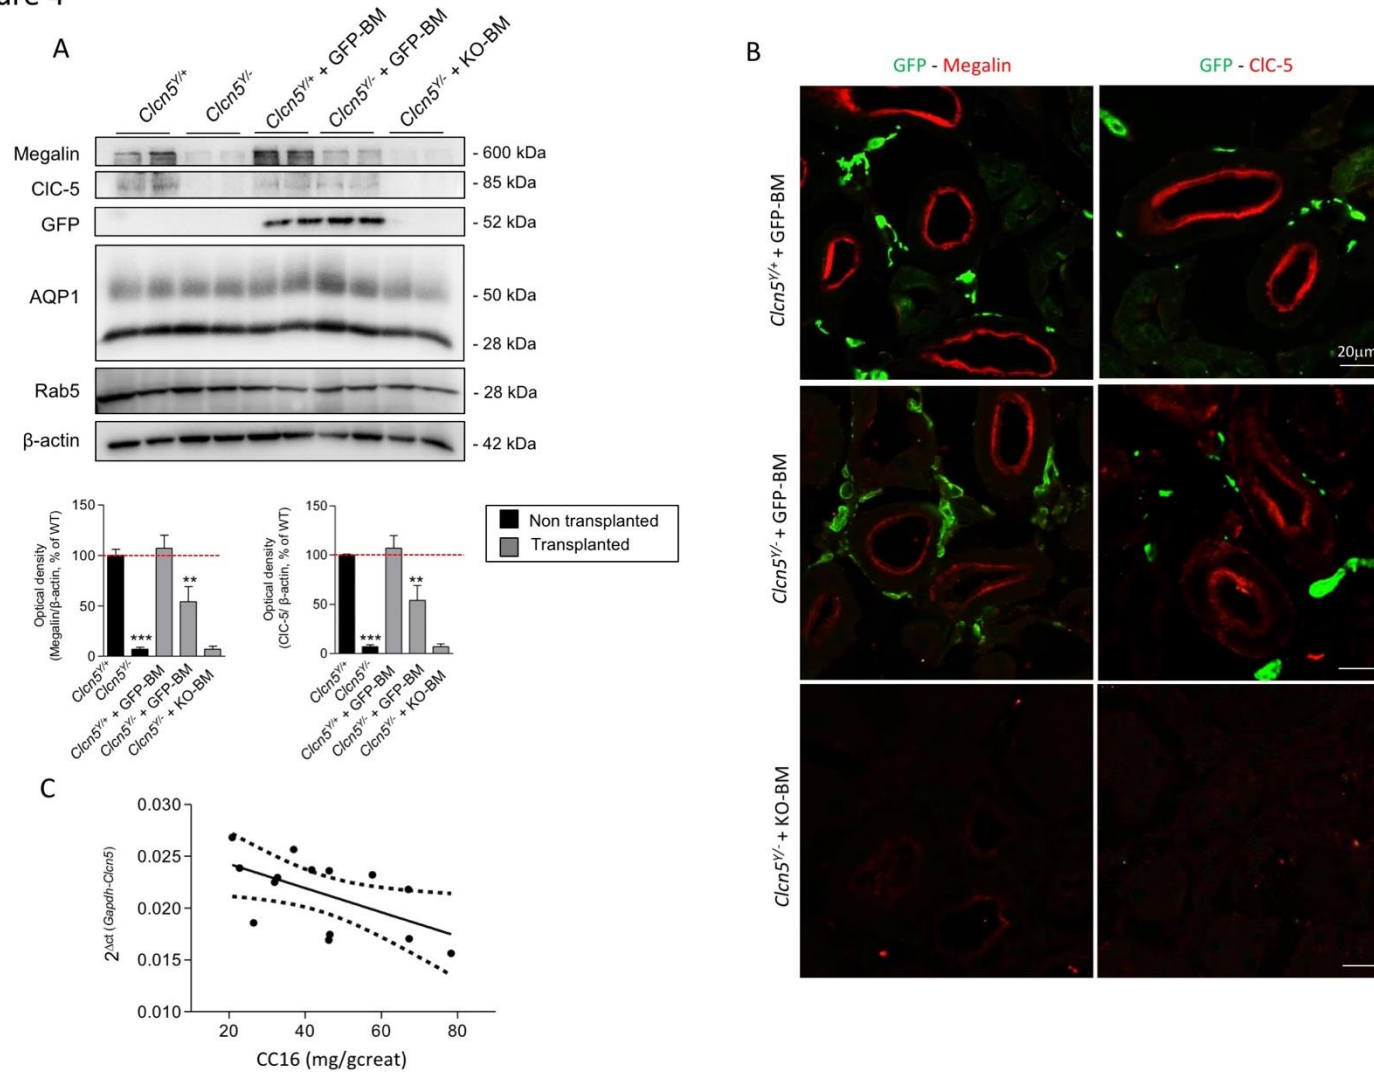 A
Clcn5Y/+
Clcn5Y/-
Clcn5Y/+ + GFP-BM
Clcn5Y/- + GFP-BM
Clcn5Y/- + KO-BM
Megalin
- 600 kDa
ClC-5
- 85 kDa
GFP
- 52 kDa
AQP1
- 50 kDa
- 28 kDa
Rab5
- 28 kDa
β-actin
- 42 kDa
Optical density
(Megalin/β-actin, % of WT)
150
100
50
0
***
**
Clcn5Y/+
Clcn5Y/-
Clcn5Y/+ + GFP-BM
Clcn5Y/- + GFP-BM
Clcn5Y/- + KO-BM
Optical density
(ClC-5/ β-actin, % of WT)
150
100
50
0
***
**
Clcn5Y/+
Clcn5Y/-
Clcn5Y/+ + GFP-BM
Clcn5Y/- + GFP-BM
Clcn5Y/- + KO-BM
Non transplanted
Transplanted
B
GFP - Megalin
GFP - ClC-5
Clcn5Y/+ + GFP-BM
20μm
Clcn5Y/- + GFP-BM
Clcn5Y/- + KO-BM
C
2Δct (Gapdh-Clcn5)
0.030
0.025
0.020
0.015
0.010
20 40 60 80
CC16 (mg/gcreat)